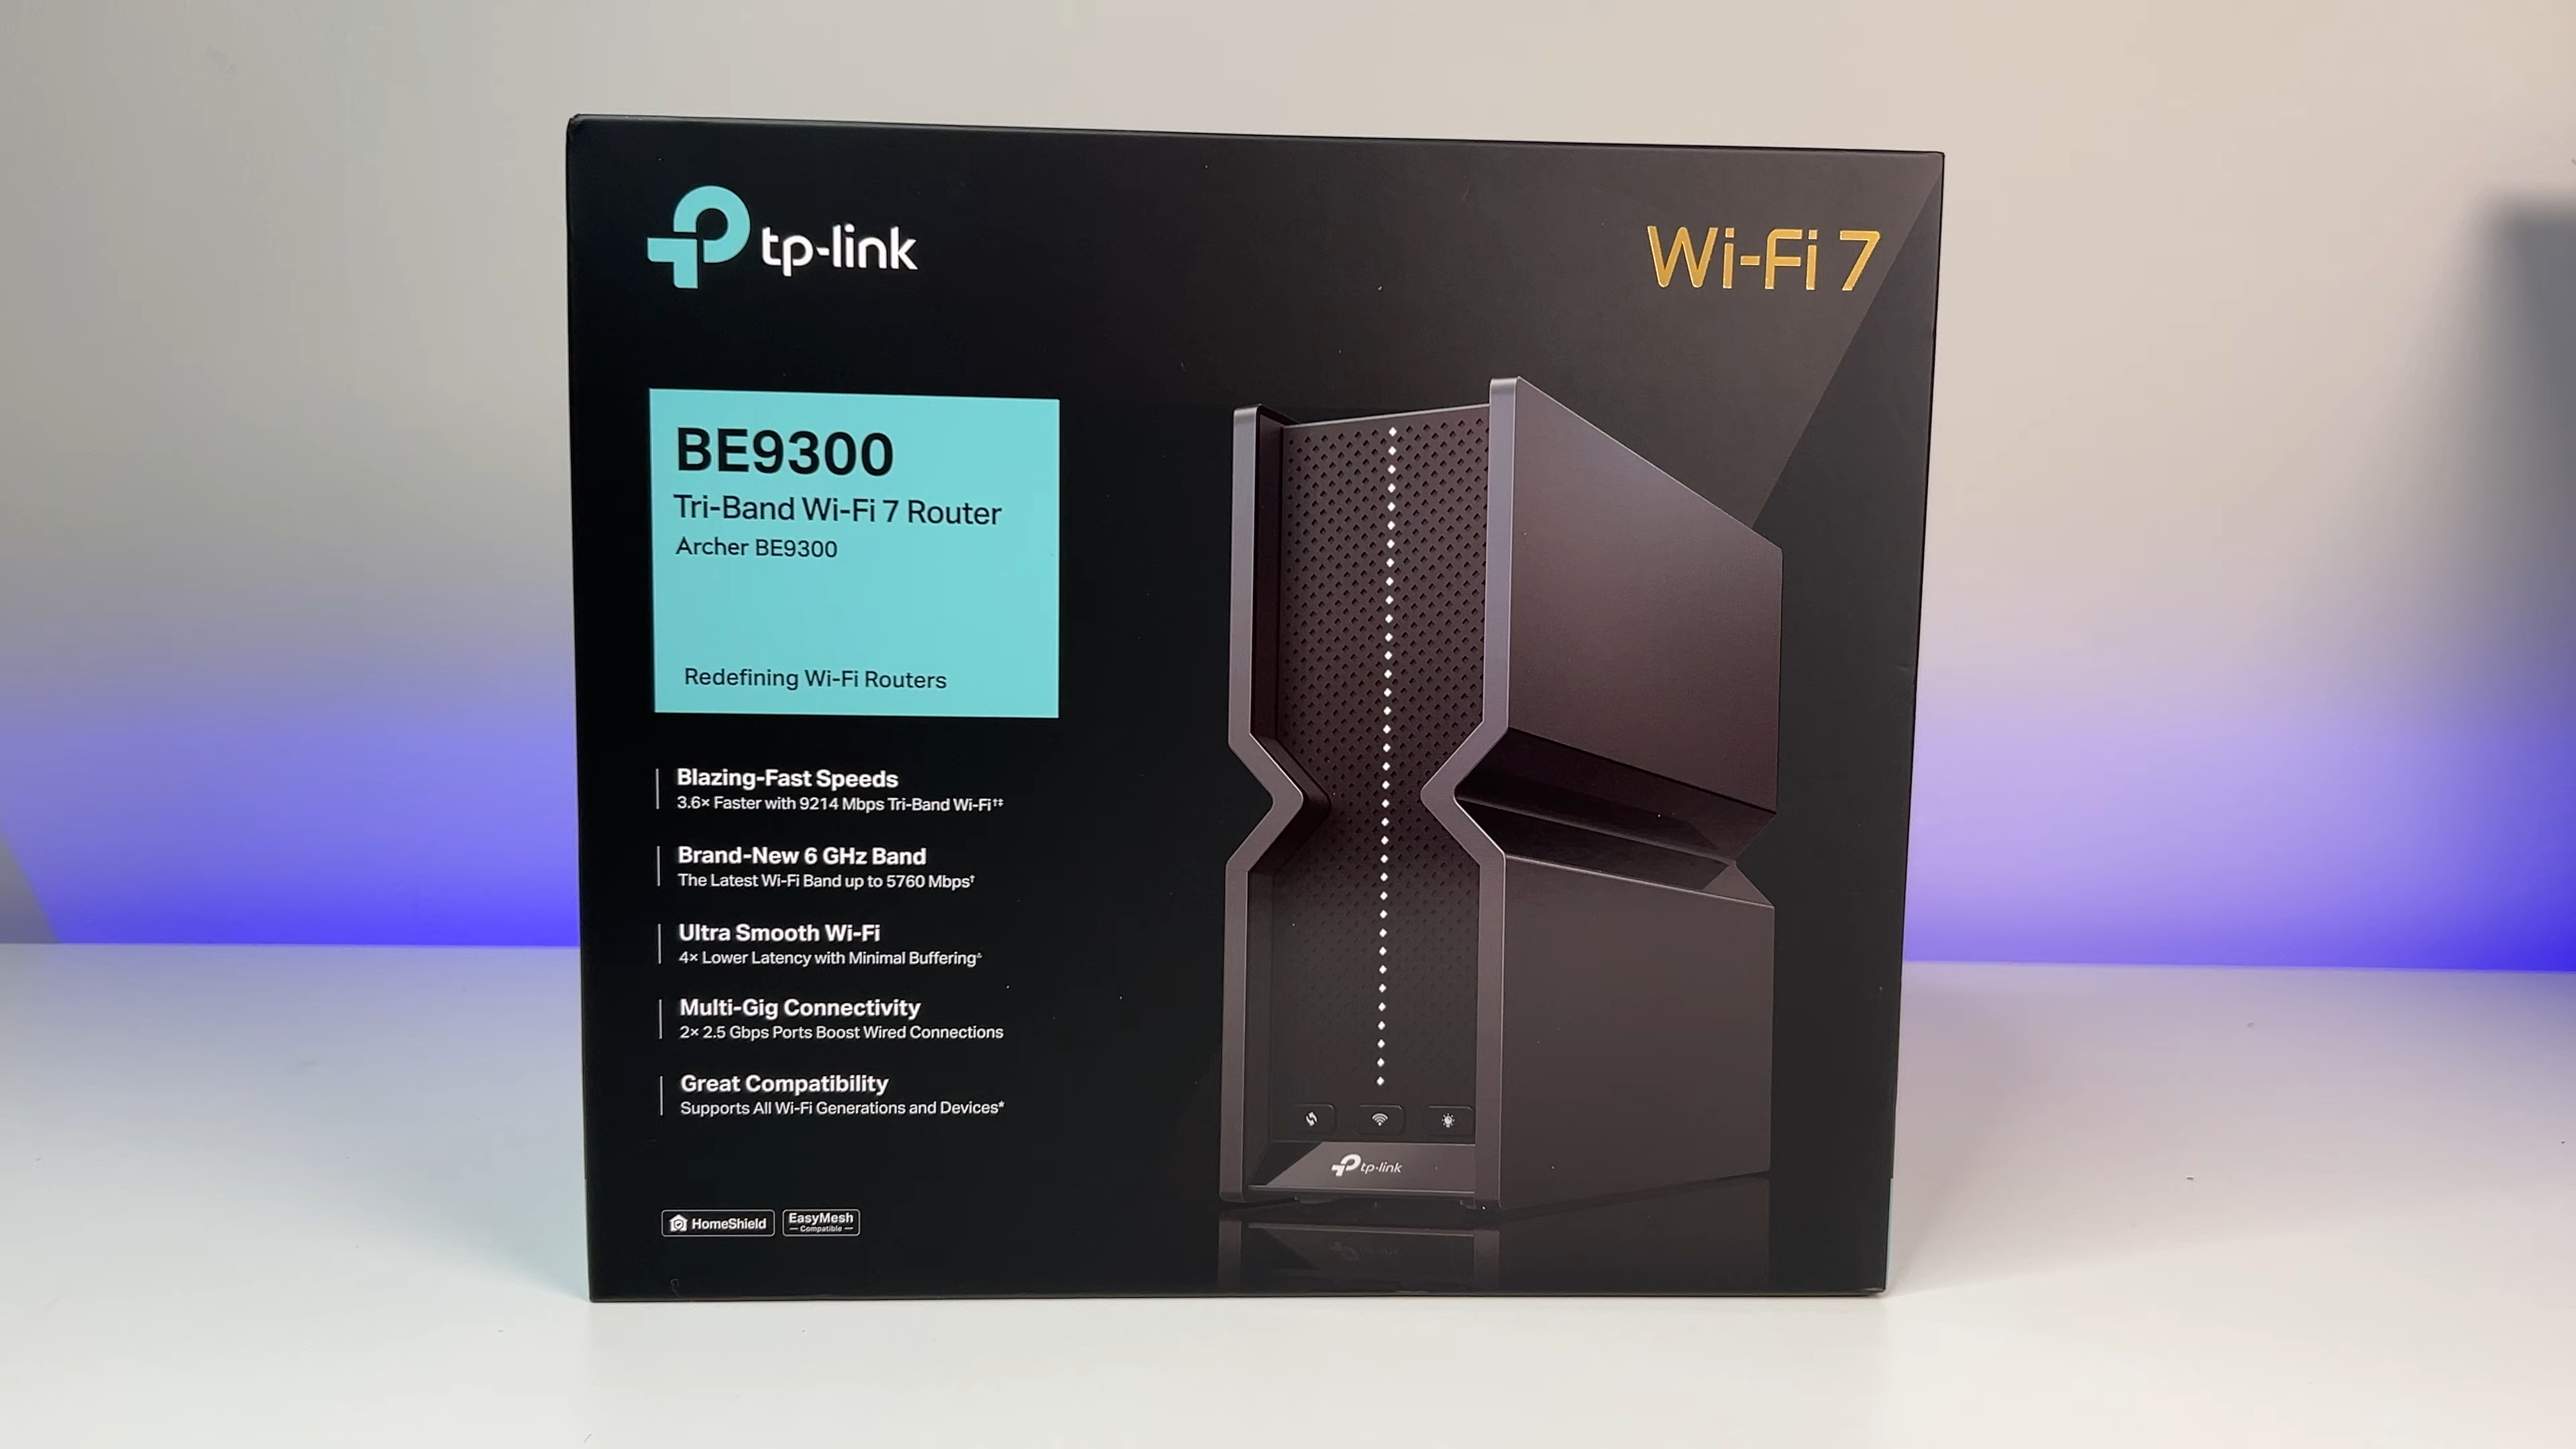 tp-link
Wi-Fi 7
BE9300
Tri-Band Wi-Fi 7 Router
Archer BE9300
Redefining Wi-Fi Routers
Blazing-Fast Speeds
3.6× Faster with 9214 Mbps Tri-Band Wi-Fi†‡
Brand-New 6 GHz Band
The Latest Wi-Fi Band up to 5760 Mbps†
Ultra Smooth Wi-Fi
4× Lower Latency with Minimal Buffering△
Multi-Gig Connectivity
2× 2.5 Gbps Ports Boost Wired Connections
Great Compatibility
Supports All Wi-Fi Generations and Devices*
HomeShield
EasyMesh
Compatible
tp-link